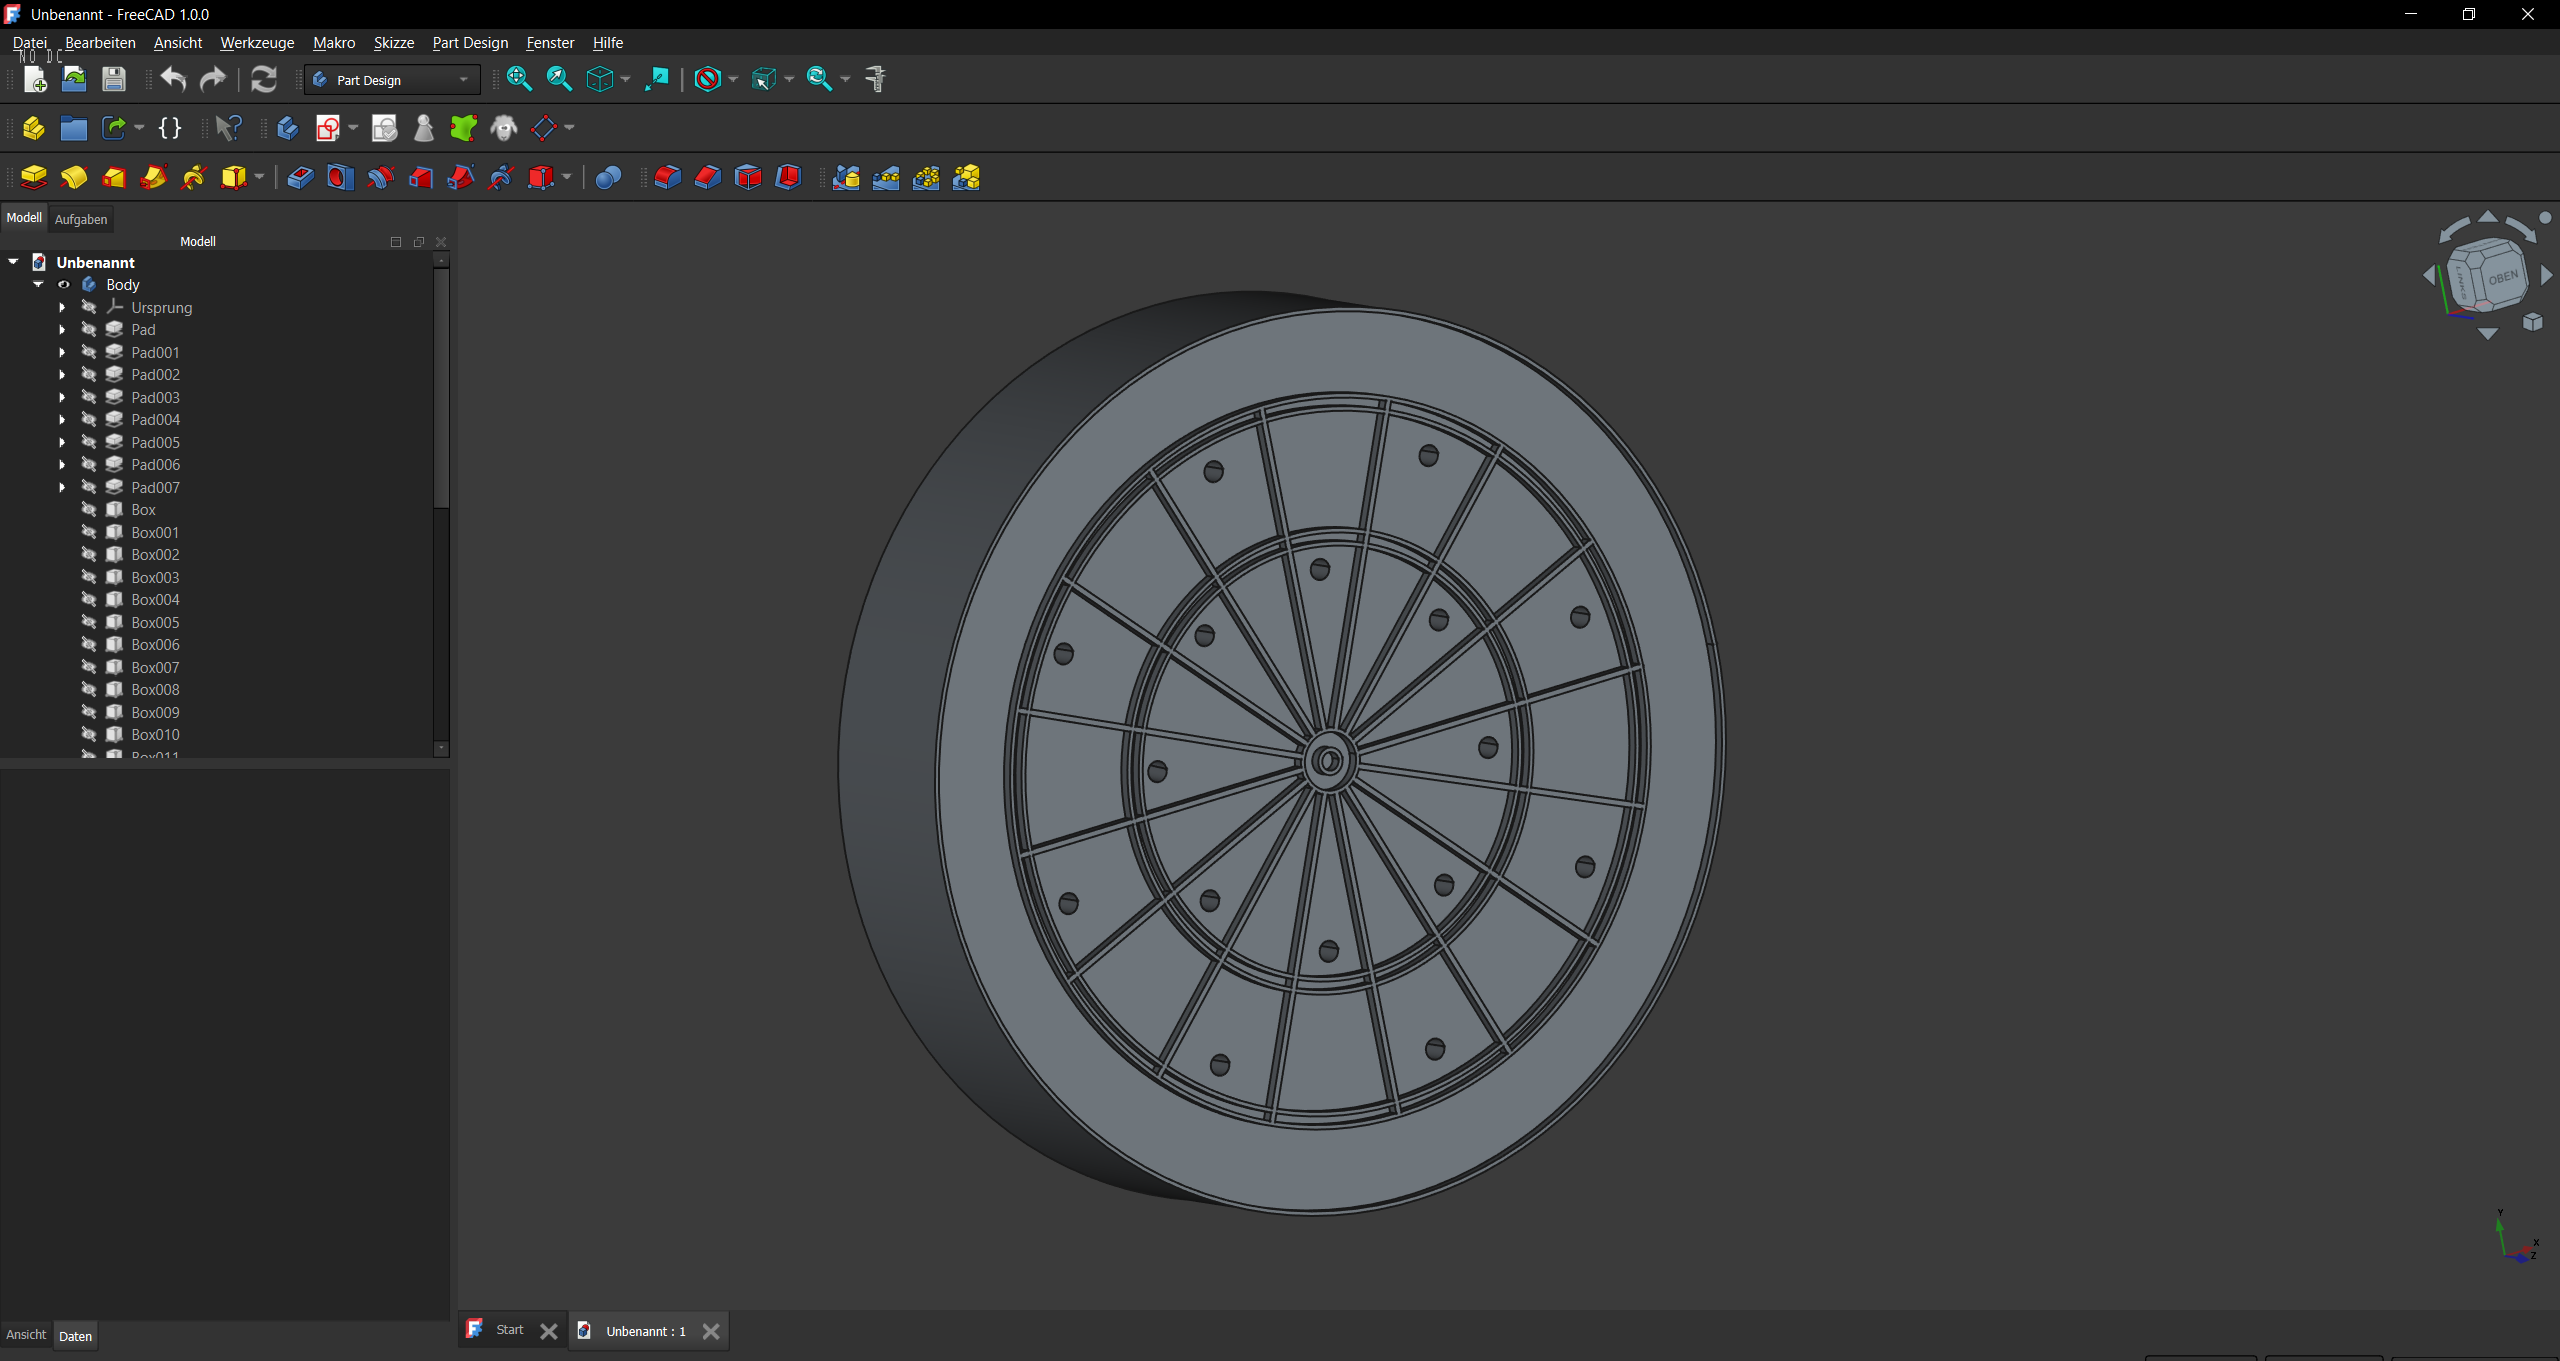 Unbenannt - FreeCAD 1.0.0
Datei Bearbeiten Ansicht Werkzeuge Makro Skizze Part Design Fenster Hilfe
Part Design
Modell Aufgaben
Modell
Unbenannt
Body
Ursprung
Pad
Pad001
Pad002
Pad003
Pad004
Pad005
Pad006
Pad007
Box
Box001
Box002
Box003
Box004
Box005
Box006
Box007
Box008
Box009
Box010
Box011
LINKS OBEN
Y
X
Z
Ansicht Daten
Start
Unbenannt : 1